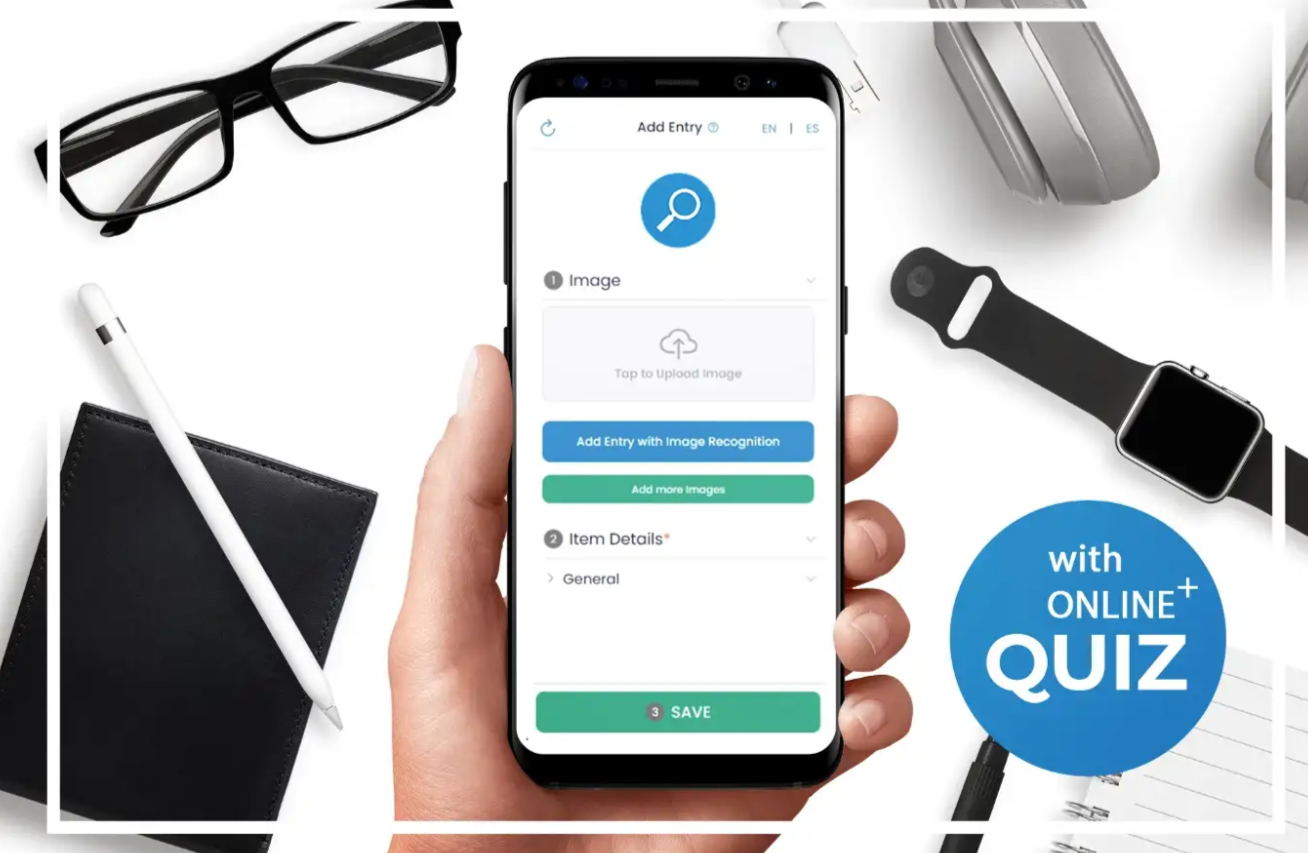 Add Entry
EN | ES
1 Image
Tap to Upload Image
Add Entry with Image Recognition
Add more Images
2 Item Details*
General
3 SAVE
with
ONLINE+
QUIZ